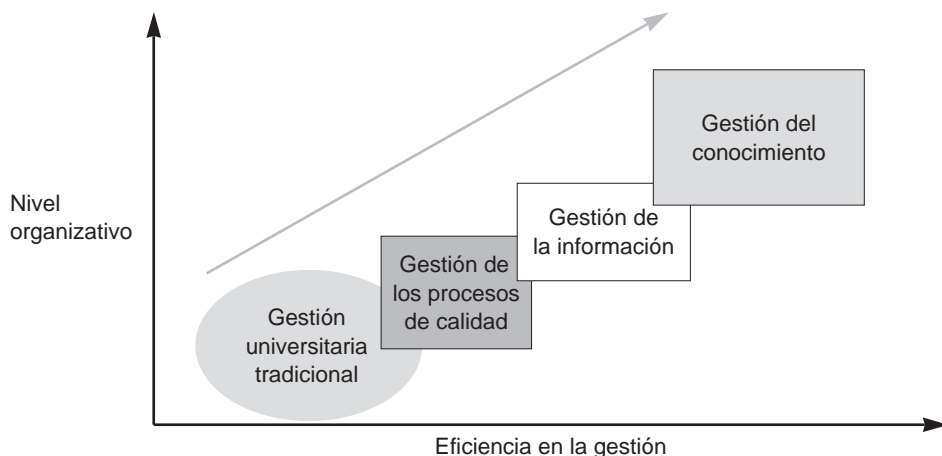 Gestión del
conocimiento
Nivel
organizativo
Gestión de
la información
Gestión de
los procesos
de calidad
Gestión
universitaria
tradicional
Eficiencia en la gestión